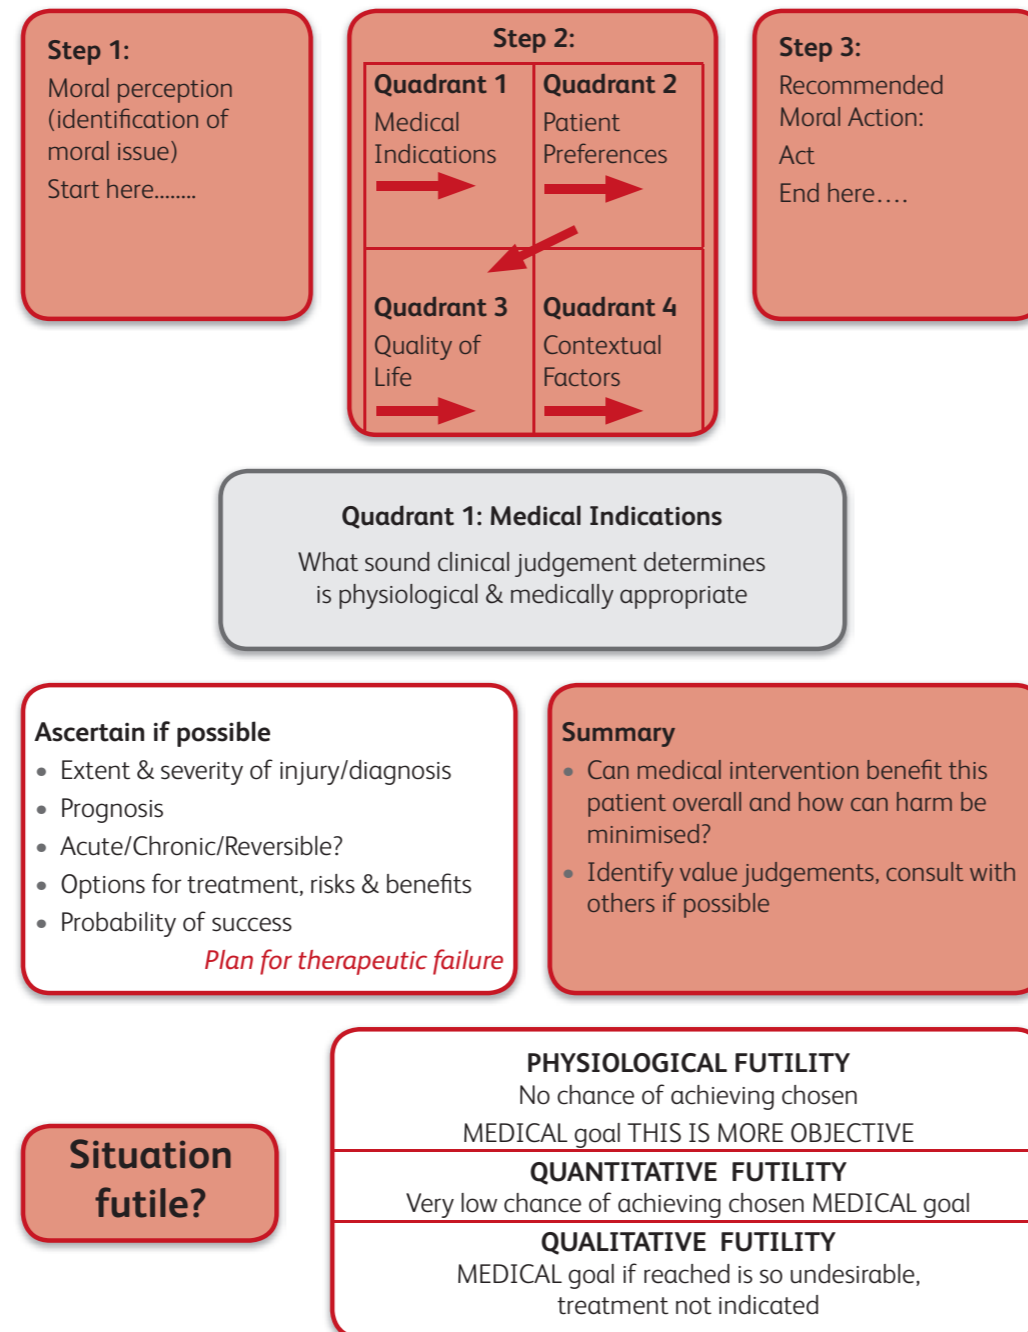 Step 1:
Moral perception
(identification of
moral issue)
Start here........
Step 2:
Quadrant 1
Medical
Indications
Quadrant 2
Patient
Preferences
Quadrant 3
Quality of
Life
Quadrant 4
Contextual
Factors
Step 3:
Recommended
Moral Action:
Act
End here....
Quadrant 1: Medical Indications
What sound clinical judgement determines
is physiological & medically appropriate
Ascertain if possible
• Extent & severity of injury/diagnosis
• Prognosis
• Acute/Chronic/Reversible?
• Options for treatment, risks & benefits
• Probability of success
Plan for therapeutic failure
Summary
• Can medical intervention benefit this
patient overall and how can harm be
minimised?
• Identify value judgements, consult with
others if possible
Situation
futile?
PHYSIOLOGICAL FUTILITY
No chance of achieving chosen
MEDICAL goal THIS IS MORE OBJECTIVE
QUANTITATIVE FUTILITY
Very low chance of achieving chosen MEDICAL goal
QUALITATIVE FUTILITY
MEDICAL goal if reached is so undesirable,
treatment not indicated